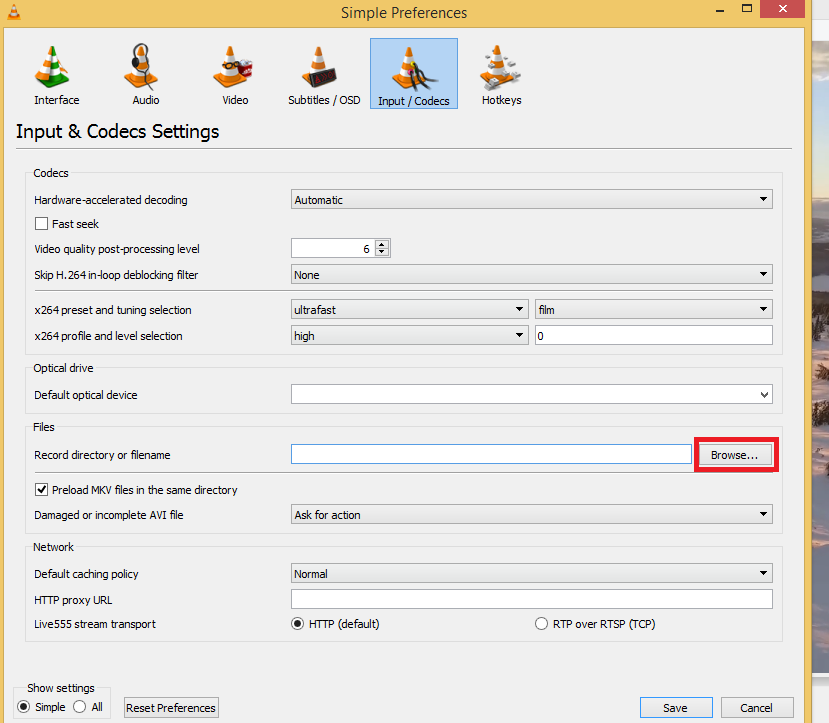 Simple Preferences
Interface Audio Video Subtitles / OSD Input / Codecs Hotkeys
Input & Codecs Settings
Codecs
Hardware-accelerated decoding Automatic
Fast seek
Video quality post-processing level 6
Skip H.264 in-loop deblocking filter None
x264 preset and tuning selection ultrafast film
x264 profile and level selection high 0
Optical drive
Default optical device
Files
Record directory or filename Browse...
Preload MKV files in the same directory
Damaged or incomplete AVI file Ask for action
Network
Default caching policy Normal
HTTP proxy URL
Live555 stream transport HTTP (default) RTP over RTSP (TCP)
Show settings
Simple All Reset Preferences Save Cancel